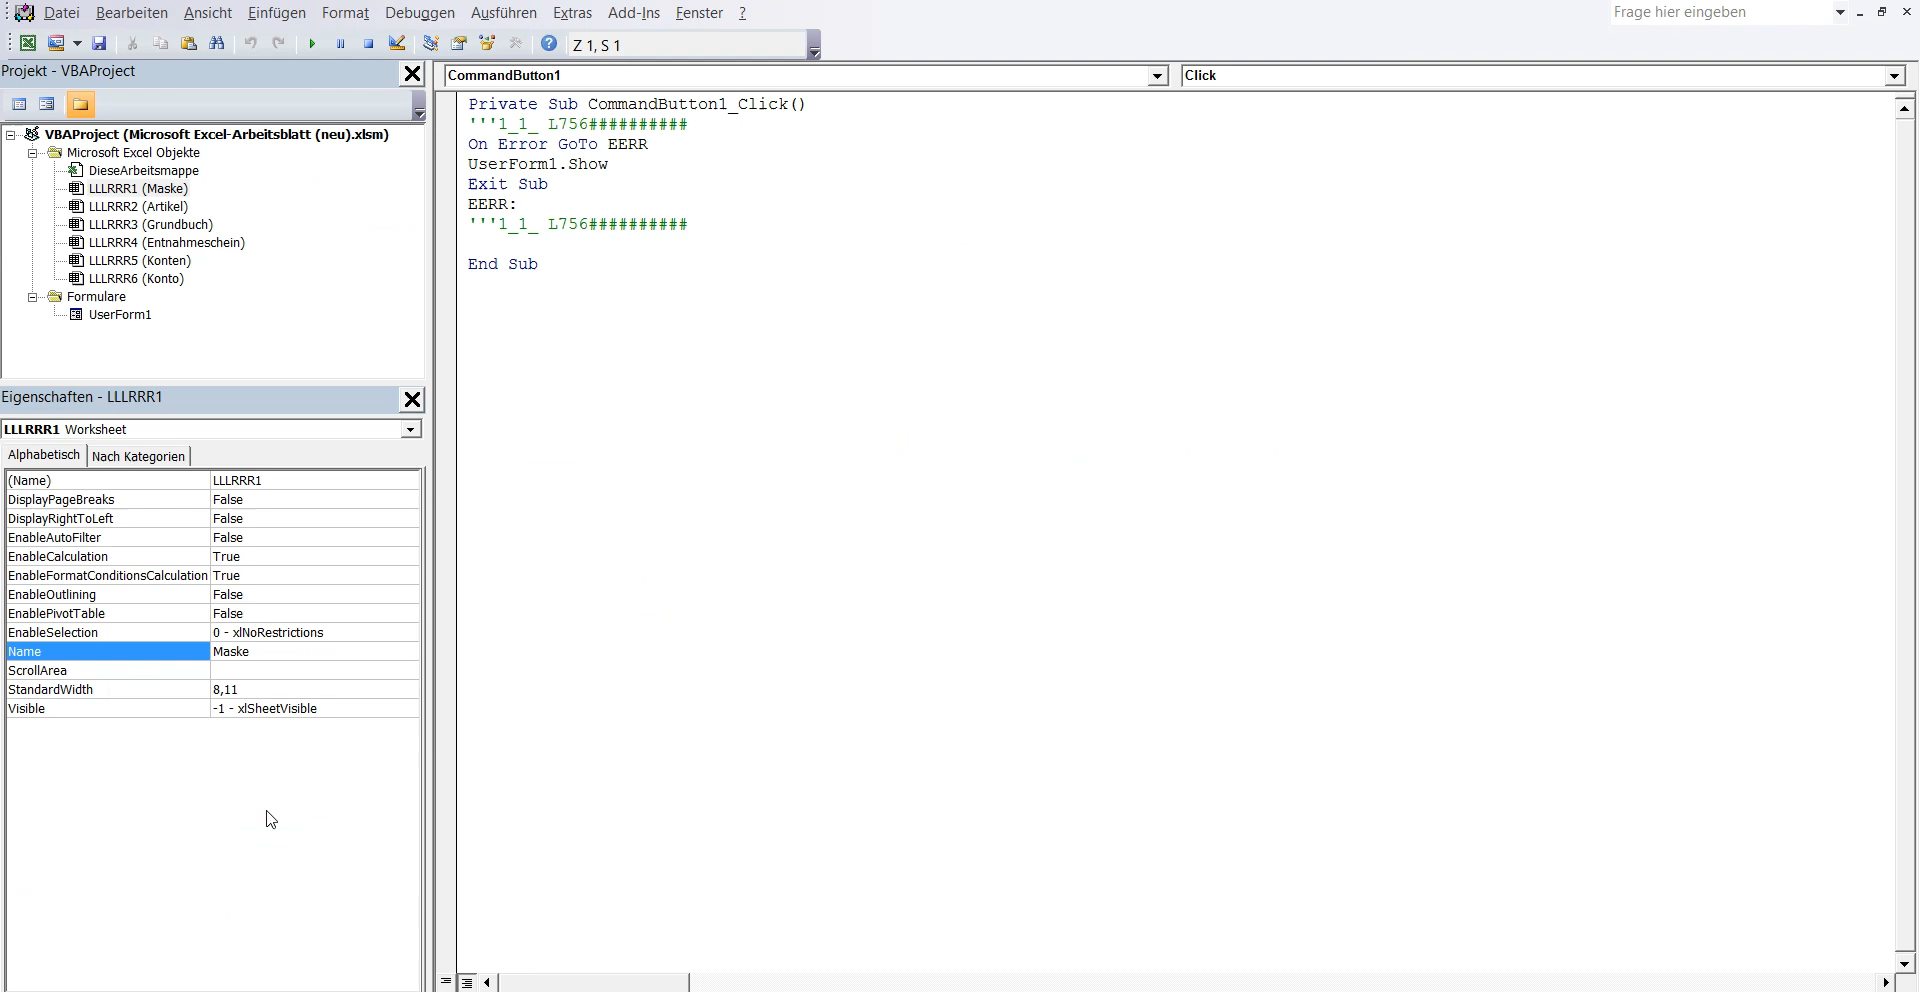 Datei Bearbeiten Ansicht Einfügen Format Debuggen Ausführen Extras Add-Ins Fenster ?
Frage hier eingeben
Z 1, S 1
Projekt - VBAProject
VBAProject (Microsoft Excel-Arbeitsblatt (neu).xlsm)
Microsoft Excel Objekte
DieseArbeitsmappe
LLLRRR1 (Maske)
LLLRRR2 (Artikel)
LLLRRR3 (Grundbuch)
LLLRRR4 (Entnahmeschein)
LLLRRR5 (Konten)
LLLRRR6 (Konto)
Formulare
UserForm1
Eigenschaften - LLLRRR1
LLLRRR1 Worksheet
Alphabetisch Nach Kategorien
(Name) LLLRRR1
DisplayPageBreaks False
DisplayRightToLeft False
EnableAutoFilter False
EnableCalculation True
EnableFormatConditionsCalculation True
EnableOutlining False
EnablePivotTable False
EnableSelection 0 - xlNoRestrictions
Name Maske
ScrollArea
StandardWidth 8,11
Visible -1 - xlSheetVisible
CommandButton1
Click
Private Sub CommandButton1_Click()
'''1_1_ L756##########
On Error GoTo EERR
UserForm1.Show
Exit Sub
EERR:
'''1_1_ L756##########
End Sub